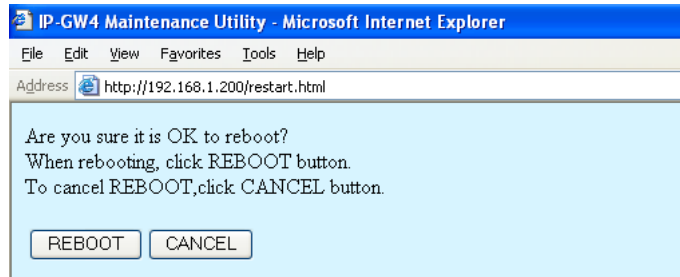 IP-GW4 Maintenance Utility - Microsoft Internet Explorer
File Edit View Favorites Tools Help
Address http://192.168.1.200/restart.html
Are you sure it is OK to reboot?
When rebooting, click REBOOT button.
To cancel REBOOT,click CANCEL button.
REBOOT CANCEL